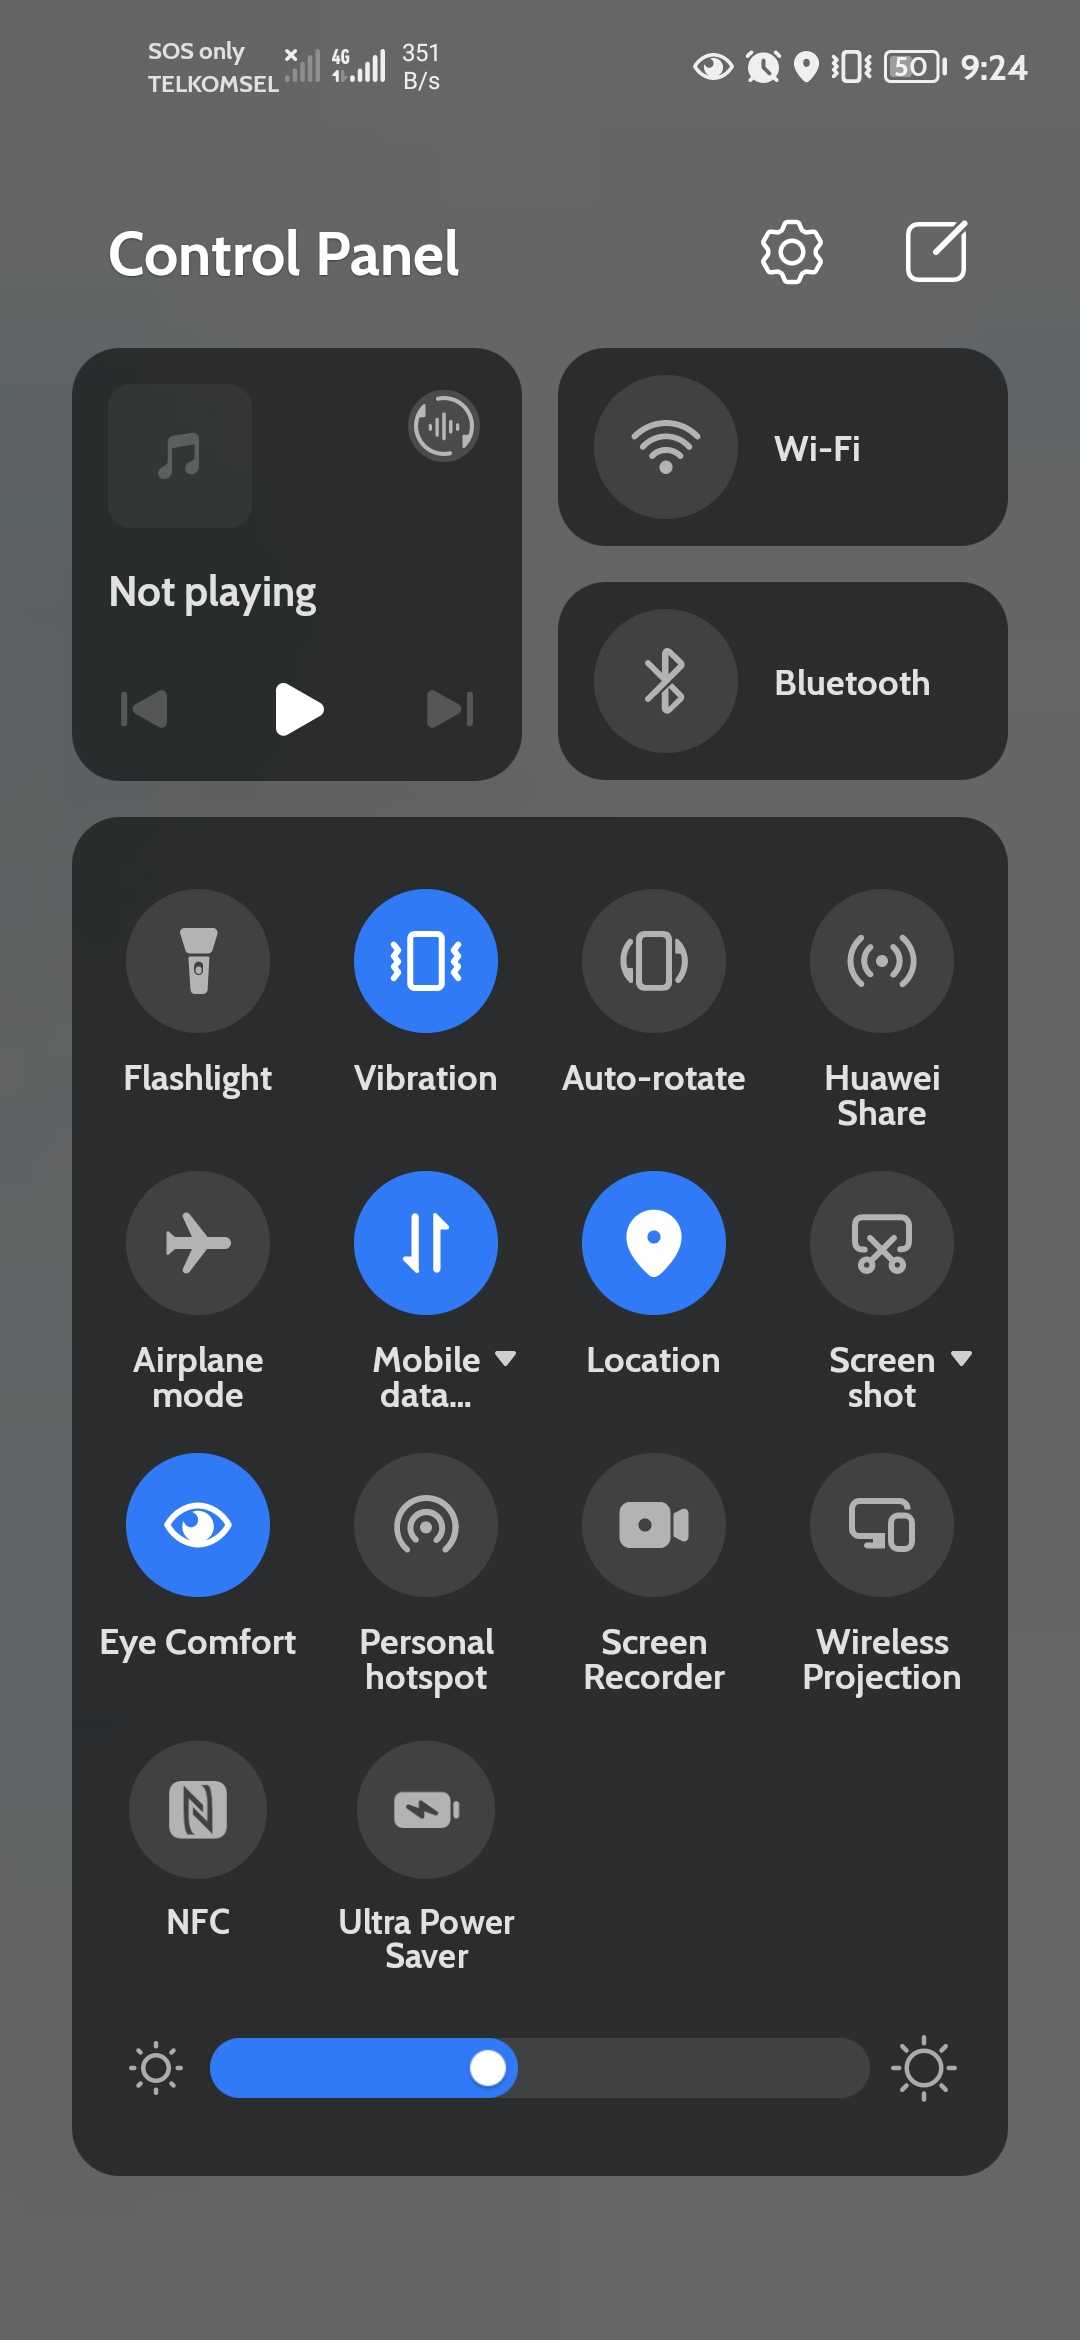 SOS only
TELKOMSEL
4G
351
B/s
50
9:24
Control Panel
Not playing
Wi-Fi
Bluetooth
Flashlight
Vibration
Auto-rotate
Huawei
Share
Airplane
mode
Mobile
data...
Location
Screen
shot
Eye Comfort
Personal
hotspot
Screen
Recorder
Wireless
Projection
NFC
Ultra Power
Saver